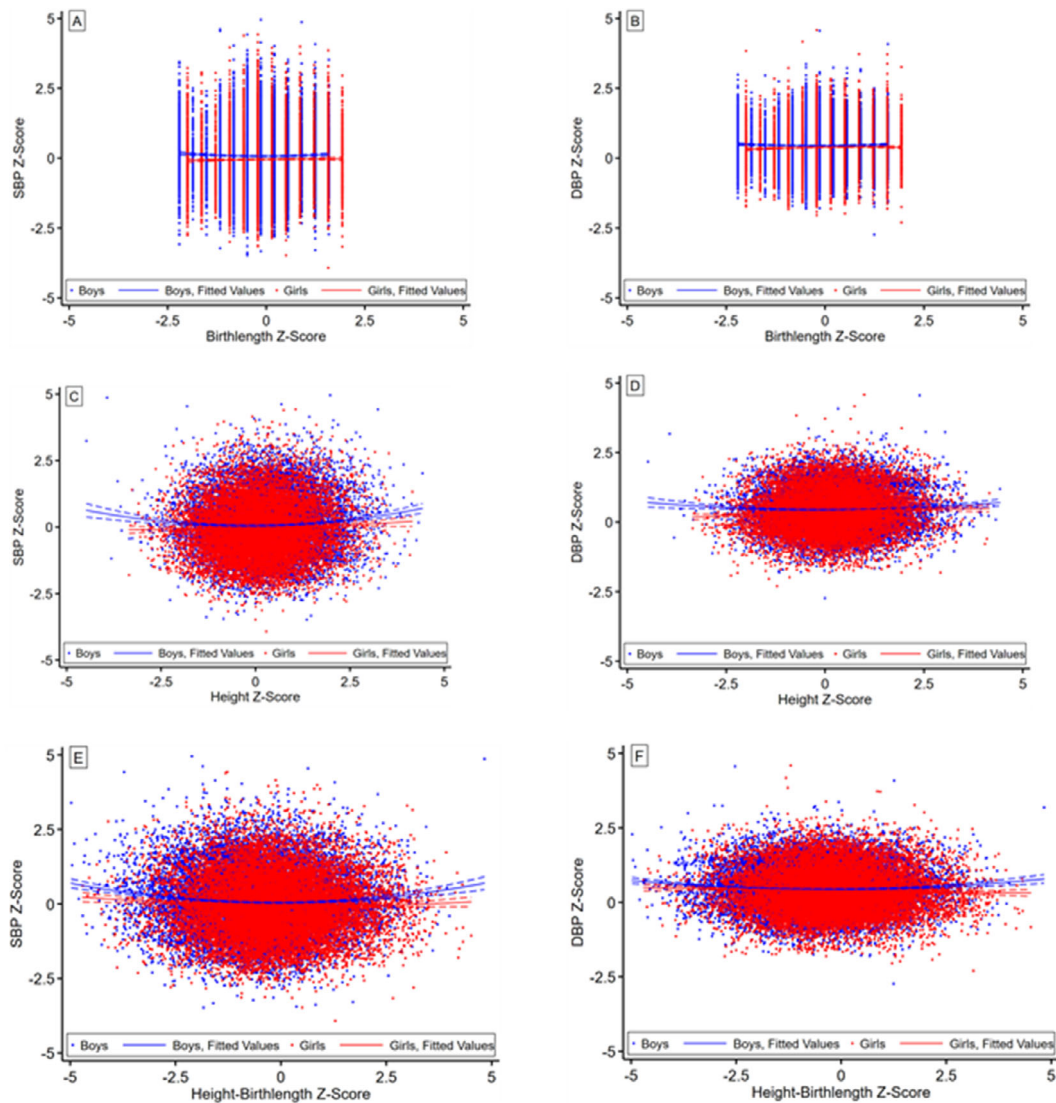 A
5
2.5
0
-2.5
-5
SBP Z-Score
Boys Boys, Fitted Values Girls Girls, Fitted Values
-5 -2.5 0 2.5 5
Birthlength Z-Score
B
5
2.5
0
-2.5
-5
DBP Z-Score
Boys Boys, Fitted Values Girls Girls, Fitted Values
-5 -2.5 0 2.5 5
Birthlength Z-Score
C
5
2.5
0
-2.5
-5
SBP Z-Score
Boys Boys, Fitted Values Girls Girls, Fitted Values
-5 -2.5 0 2.5 5
Height Z-Score
D
5
2.5
0
-2.5
-5
DBP Z-Score
Boys Boys, Fitted Values Girls Girls, Fitted Values
-5 -2.5 0 2.5 5
Height Z-Score
E
5
2.5
0
-2.5
-5
SBP Z-Score
Boys Boys, Fitted Values Girls Girls, Fitted Values
-5 -2.5 0 2.5 5
Height-Birthlength Z-Score
F
5
2.5
0
-2.5
-5
DBP Z-Score
Boys Boys, Fitted Values Girls Girls, Fitted Values
-5 -2.5 0 2.5 5
Height-Birthlength Z-Score